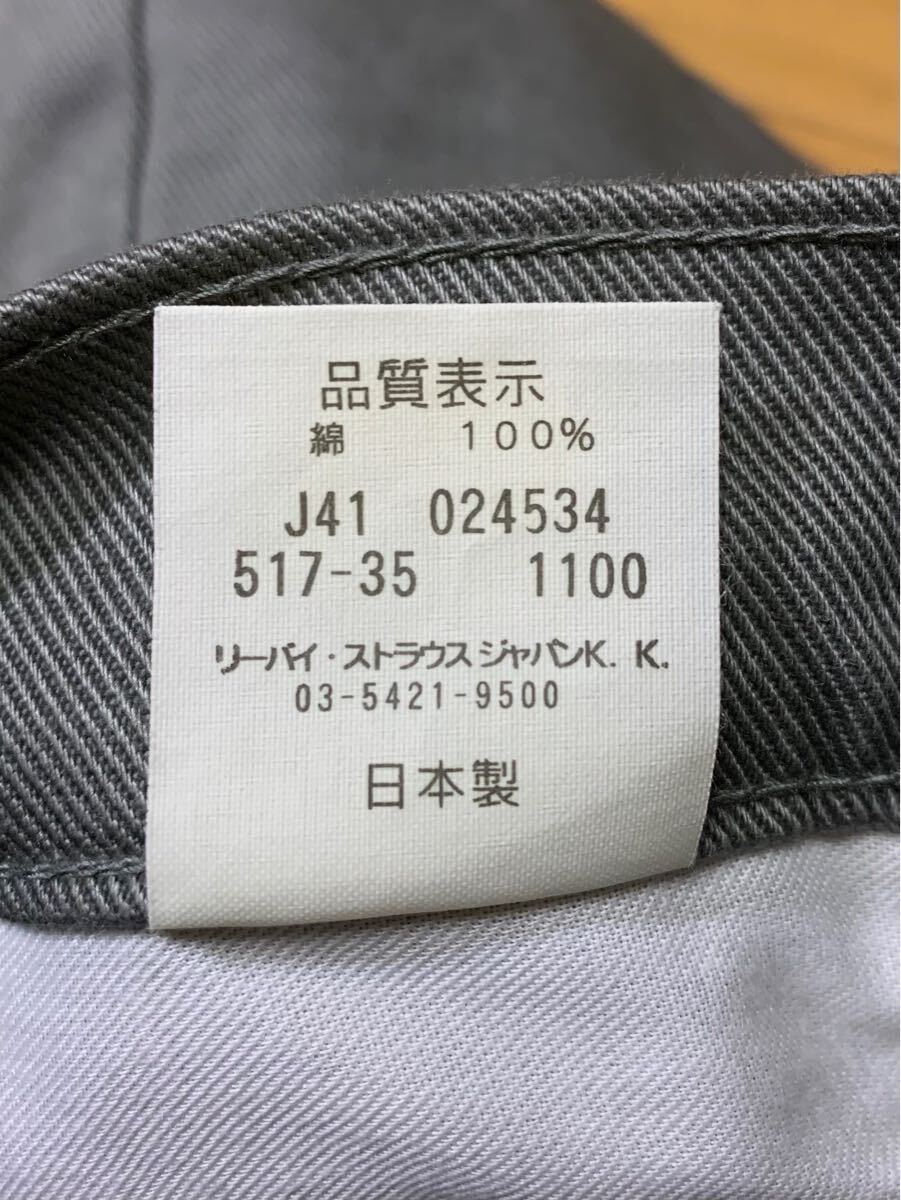 品質表示
綿 100%
J41 024534
517-35 1100
リーバイ・ストラウスジャパンK.K.
03-5421-9500
日本製